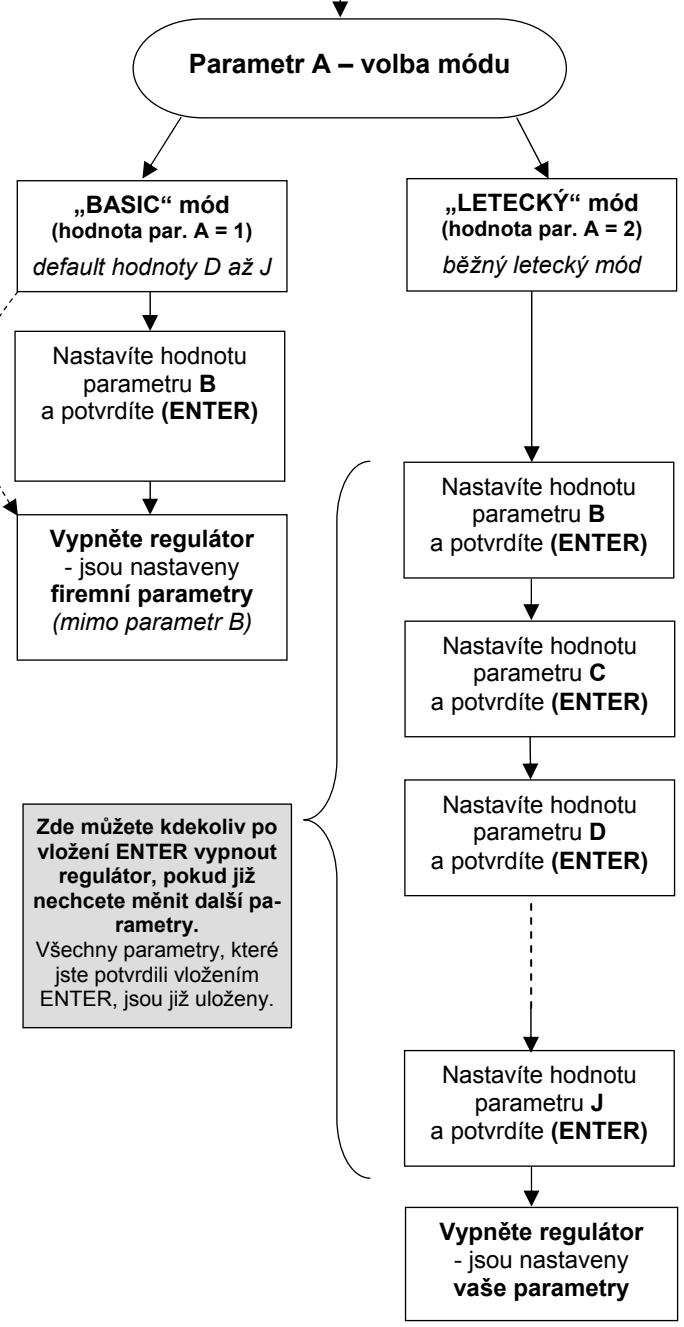 Parametr A – volba módu
„BASIC“ mód
(hodnota par. A = 1)
default hodnoty D až J
Nastavíte hodnotu
parametru B
a potvrdíte (ENTER)
Vypněte regulátor
- jsou nastaveny
firemní parametry
(mimo parametr B)
„LETECKÝ“ mód
(hodnota par. A = 2)
běžný letecký mód
Nastavíte hodnotu
parametru B
a potvrdíte (ENTER)
Nastavíte hodnotu
parametru C
a potvrdíte (ENTER)
Nastavíte hodnotu
parametru D
a potvrdíte (ENTER)
Zde můžete kdekoliv po
vložení ENTER vypnout
regulátor, pokud již
nechcete měnit další pa-
rametry.
Všechny parametry, které
jste potvrdili vložením
ENTER, jsou již uloženy.
Nastavíte hodnotu
parametru J
a potvrdíte (ENTER)
Vypněte regulátor
- jsou nastaveny
vaše parametry